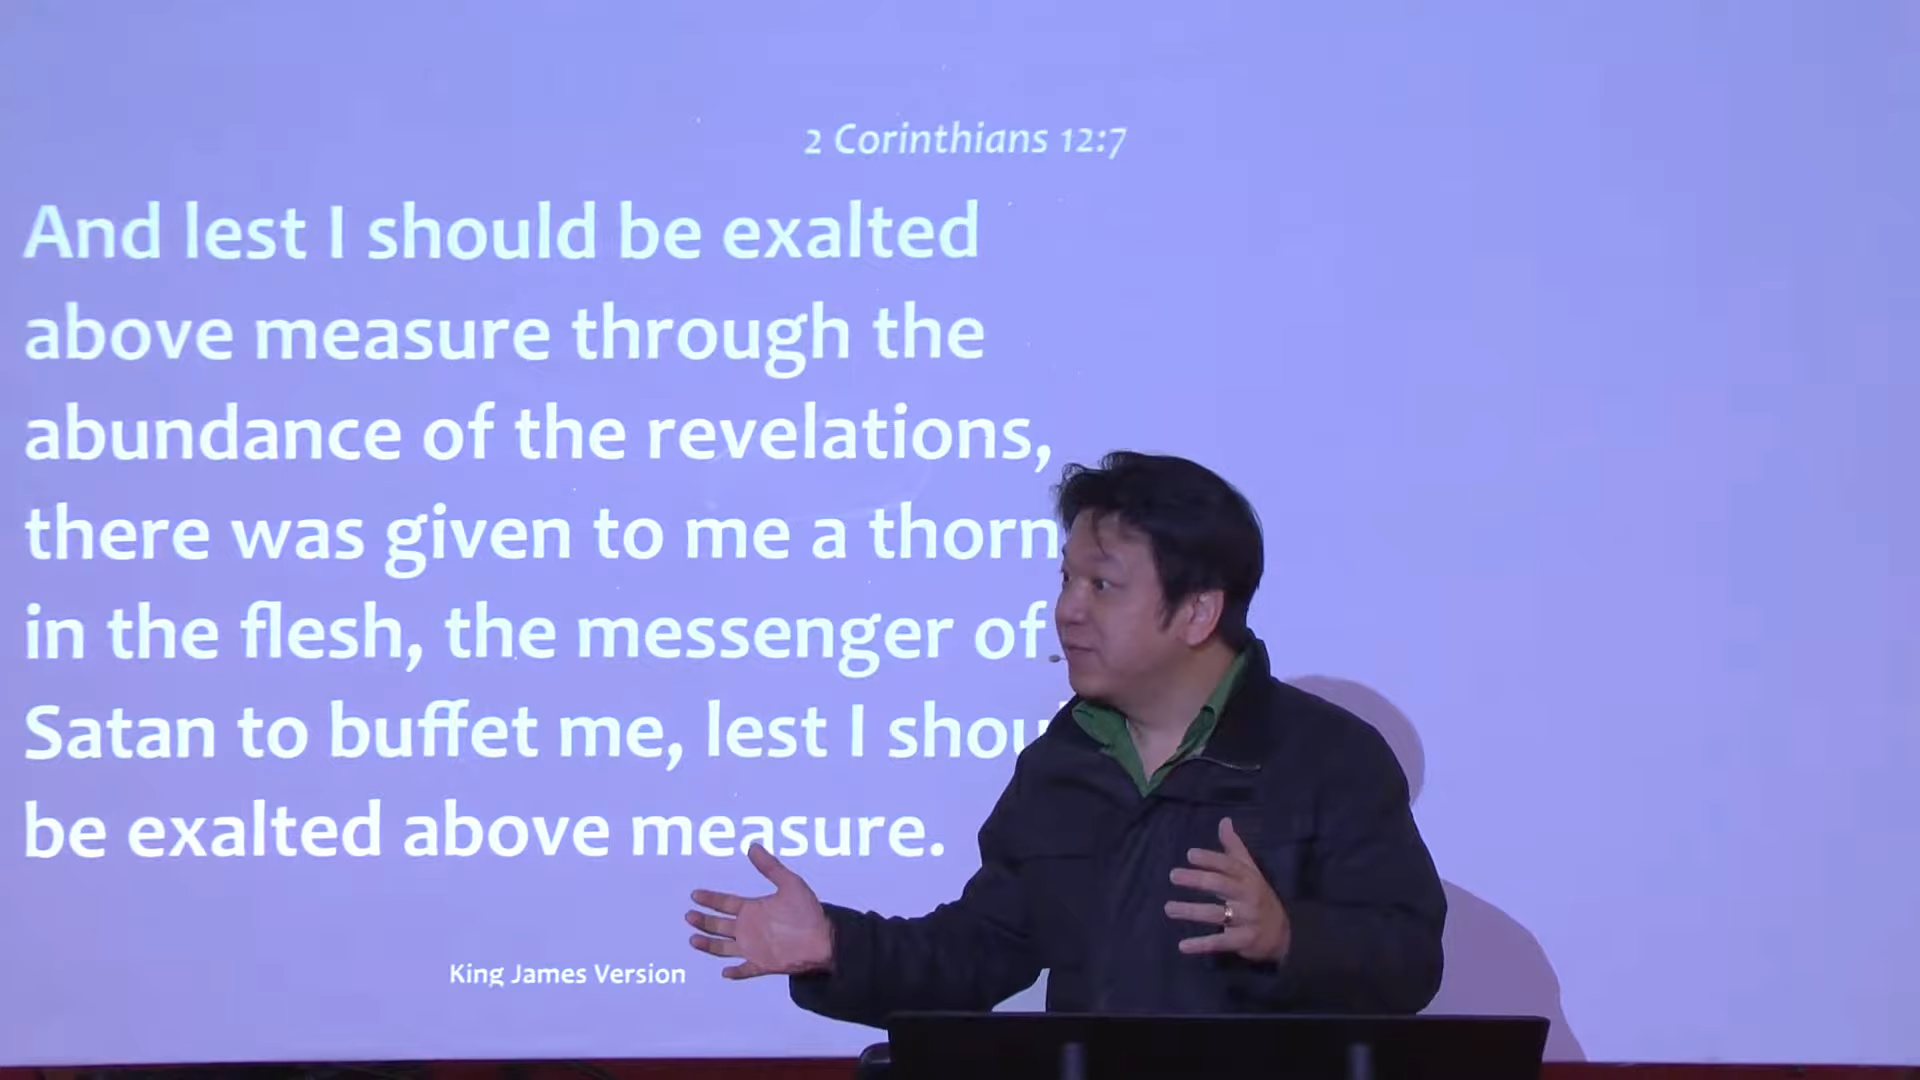 2 Corinthians 12:7
And lest I should be exalted
above measure through the
abundance of the revelations,
there was given to me a thorn
in the flesh, the messenger of
Satan to buffet me, lest I shou
be exalted above measure.
King James Version